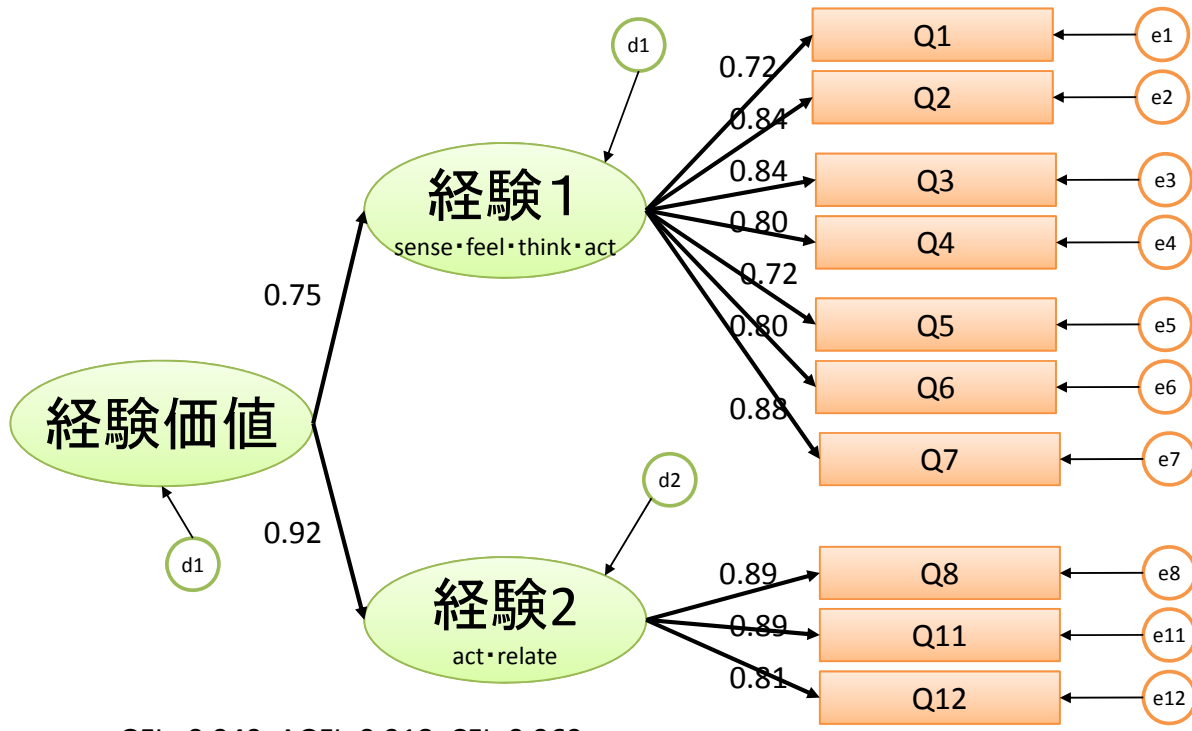 d1
0.72
Q1
e1
0.84
Q2
e2
経験1
sense・feel・think・act
0.84
Q3
e3
0.80
Q4
e4
0.72
Q5
e5
0.80
Q6
e6
0.88
Q7
e7
0.75
経験価値
d1
0.92
d2
経験2
act・relate
0.89
Q8
e8
0.89
Q11
e11
0.81
Q12
e12